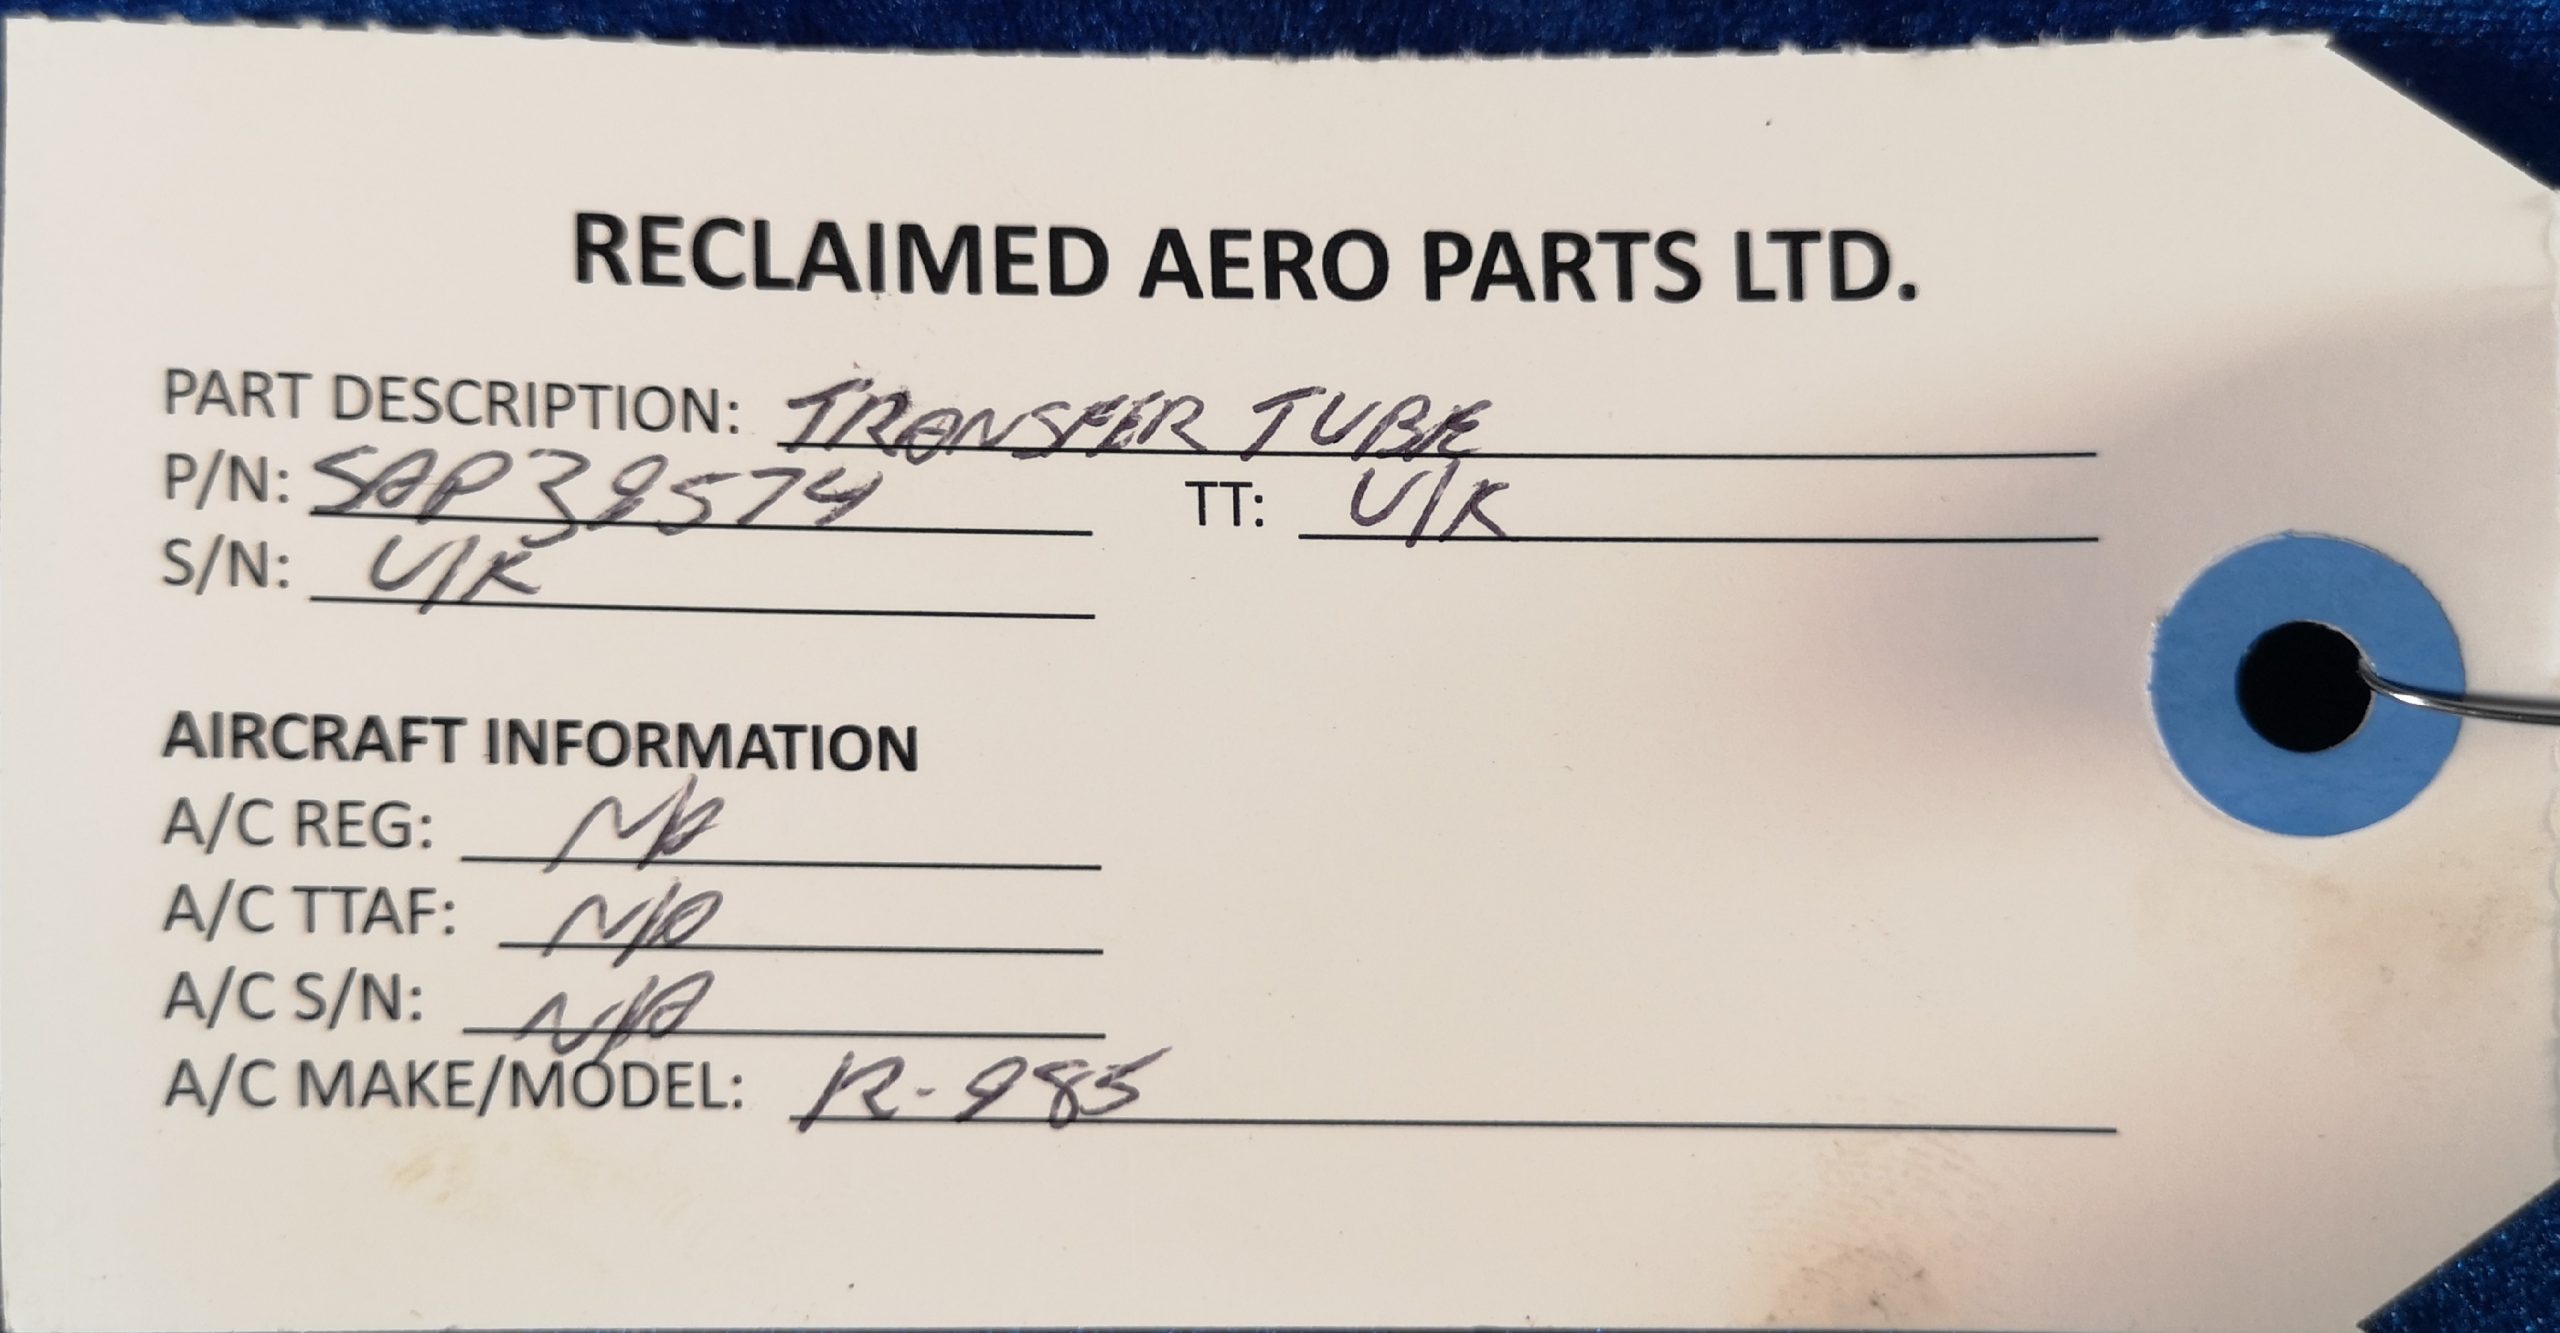 RECLAIMED AERO PARTS LTD.
PART DESCRIPTION: TRANSFER TUBE
P/N: SAP39574 TT: U/K
S/N: U/K
AIRCRAFT INFORMATION
A/C REG: N/A
A/C TTAF: N/A
A/C S/N: N/A
A/C MAKE/MODEL: R-985